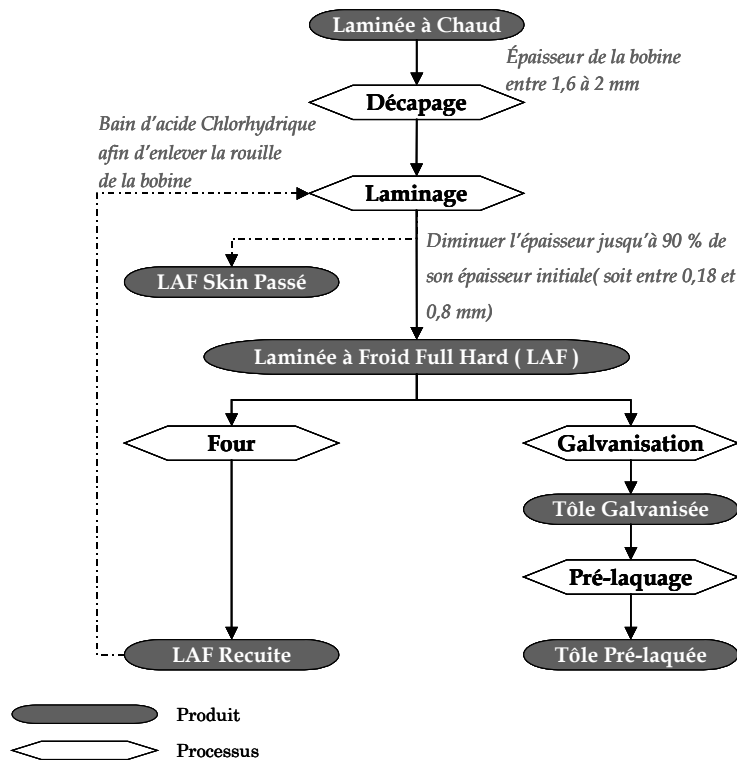 Laminée à Chaud
Épaisseur de la bobine
entre 1,6 à 2 mm
Décapage
Bain d'acide Chlorhydrique
afin d'enlever la rouille
de la bobine
Laminage
Diminuer l'épaisseur jusqu'à 90 % de
son épaisseur initiale( soit entre 0,18 et
0,8 mm)
LAF Skin Passé
Laminée à Froid Full Hard ( LAF )
Four
Galvanisation
Tôle Galvanisée
Pré-laquage
LAF Recuite
Tôle Pré-laquée
Produit
Processus